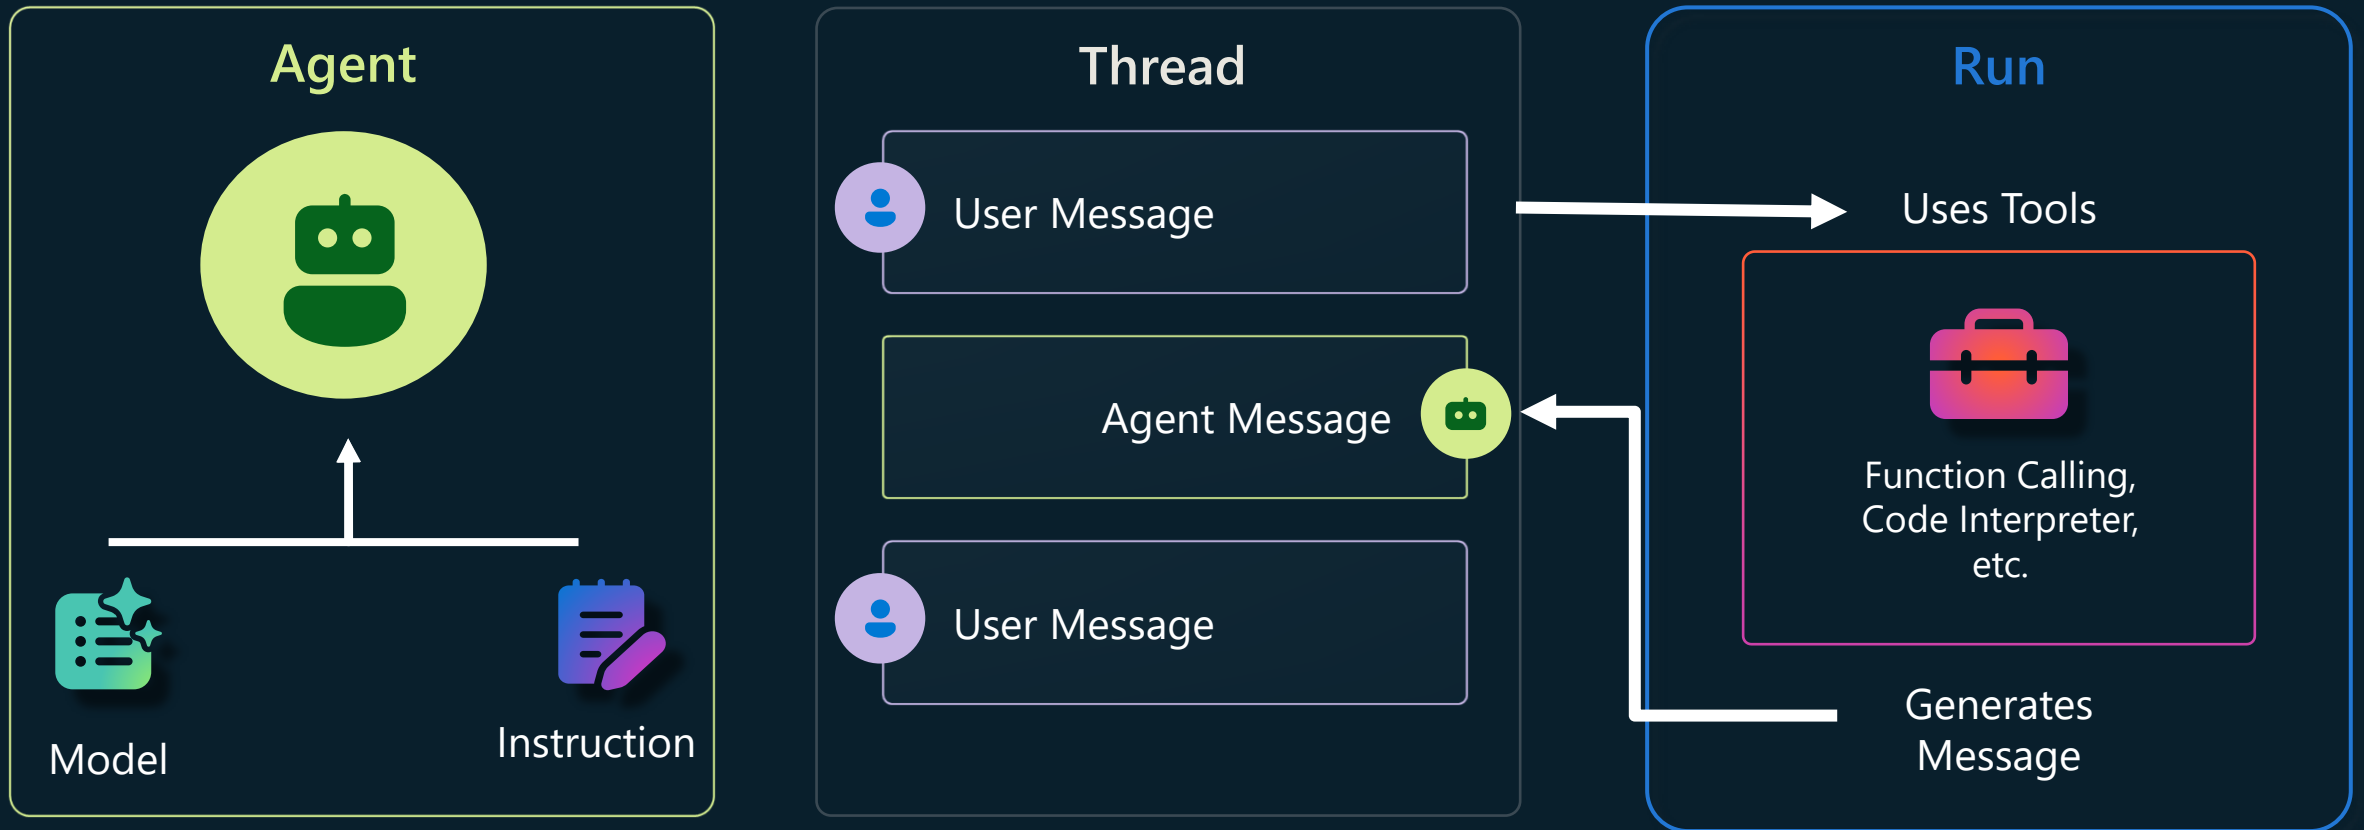 Agent
Model
Instruction
Thread
User Message
Agent Message
User Message
Run
Uses Tools
Function Calling,
Code Interpreter,
etc.
Generates
Message